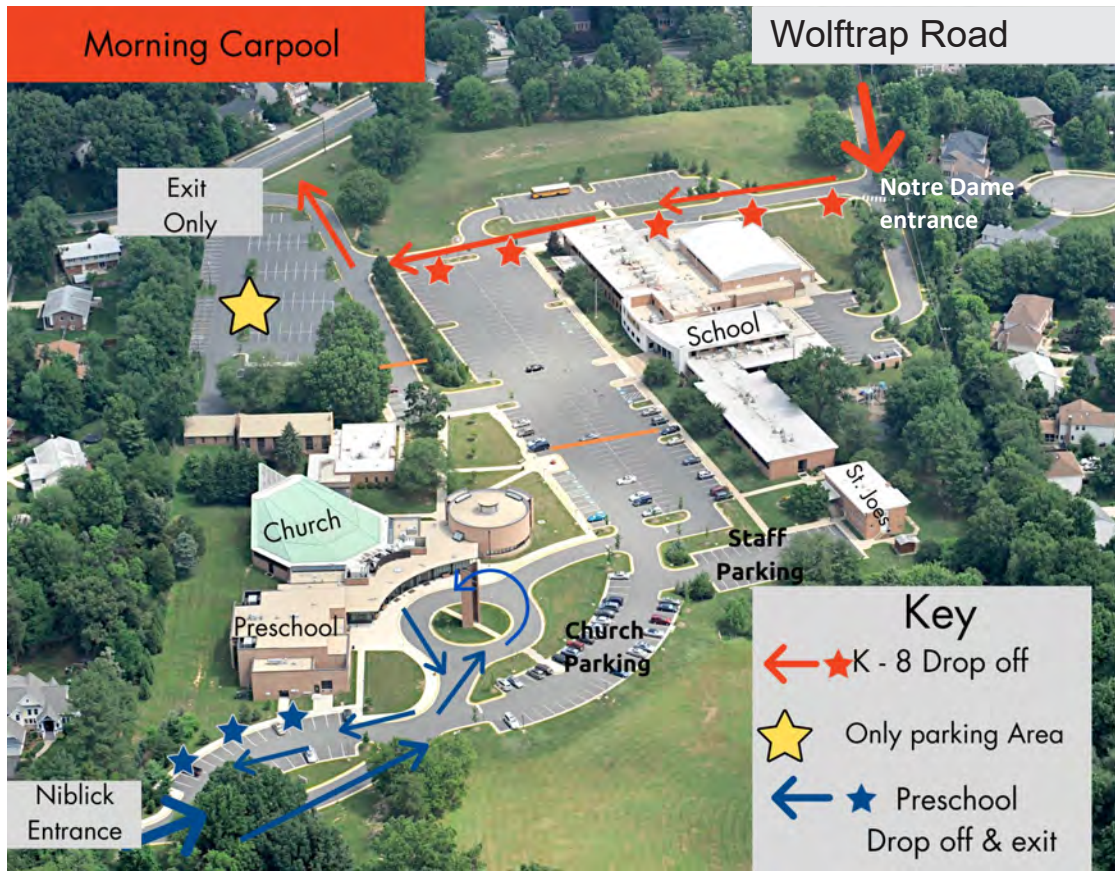 Morning Carpool
Wolftrap Road
Exit
Only
Notre Dame
entrance
School
Church
St. Joes
Staff
Parking
Preschool
Church
Parking
Niblick
Entrance
Key
K - 8 Drop off
Only parking Area
Preschool
Drop off & exit